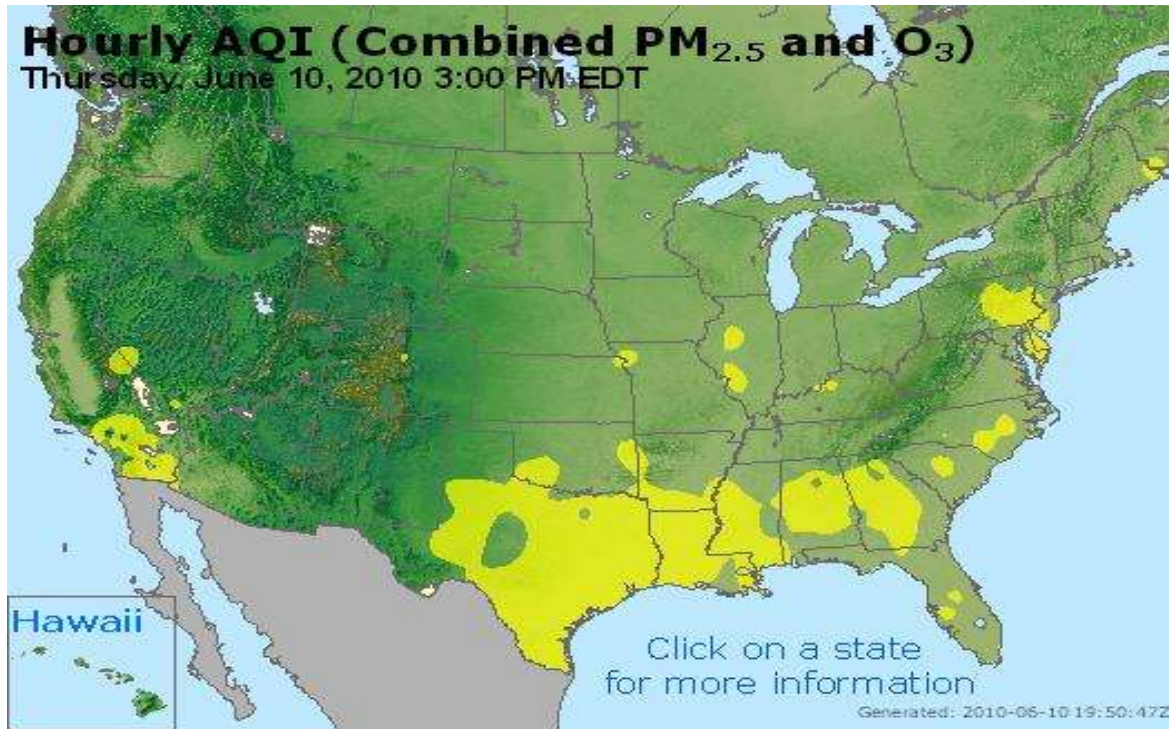 Hourly AQI (Combined PM₂.₅ and O₃)
Thursday, June 10, 2010 3:00 PM EDT
Hawaii
Click on a state
for more information
Generated: 2010-06-10 19:50:47Z